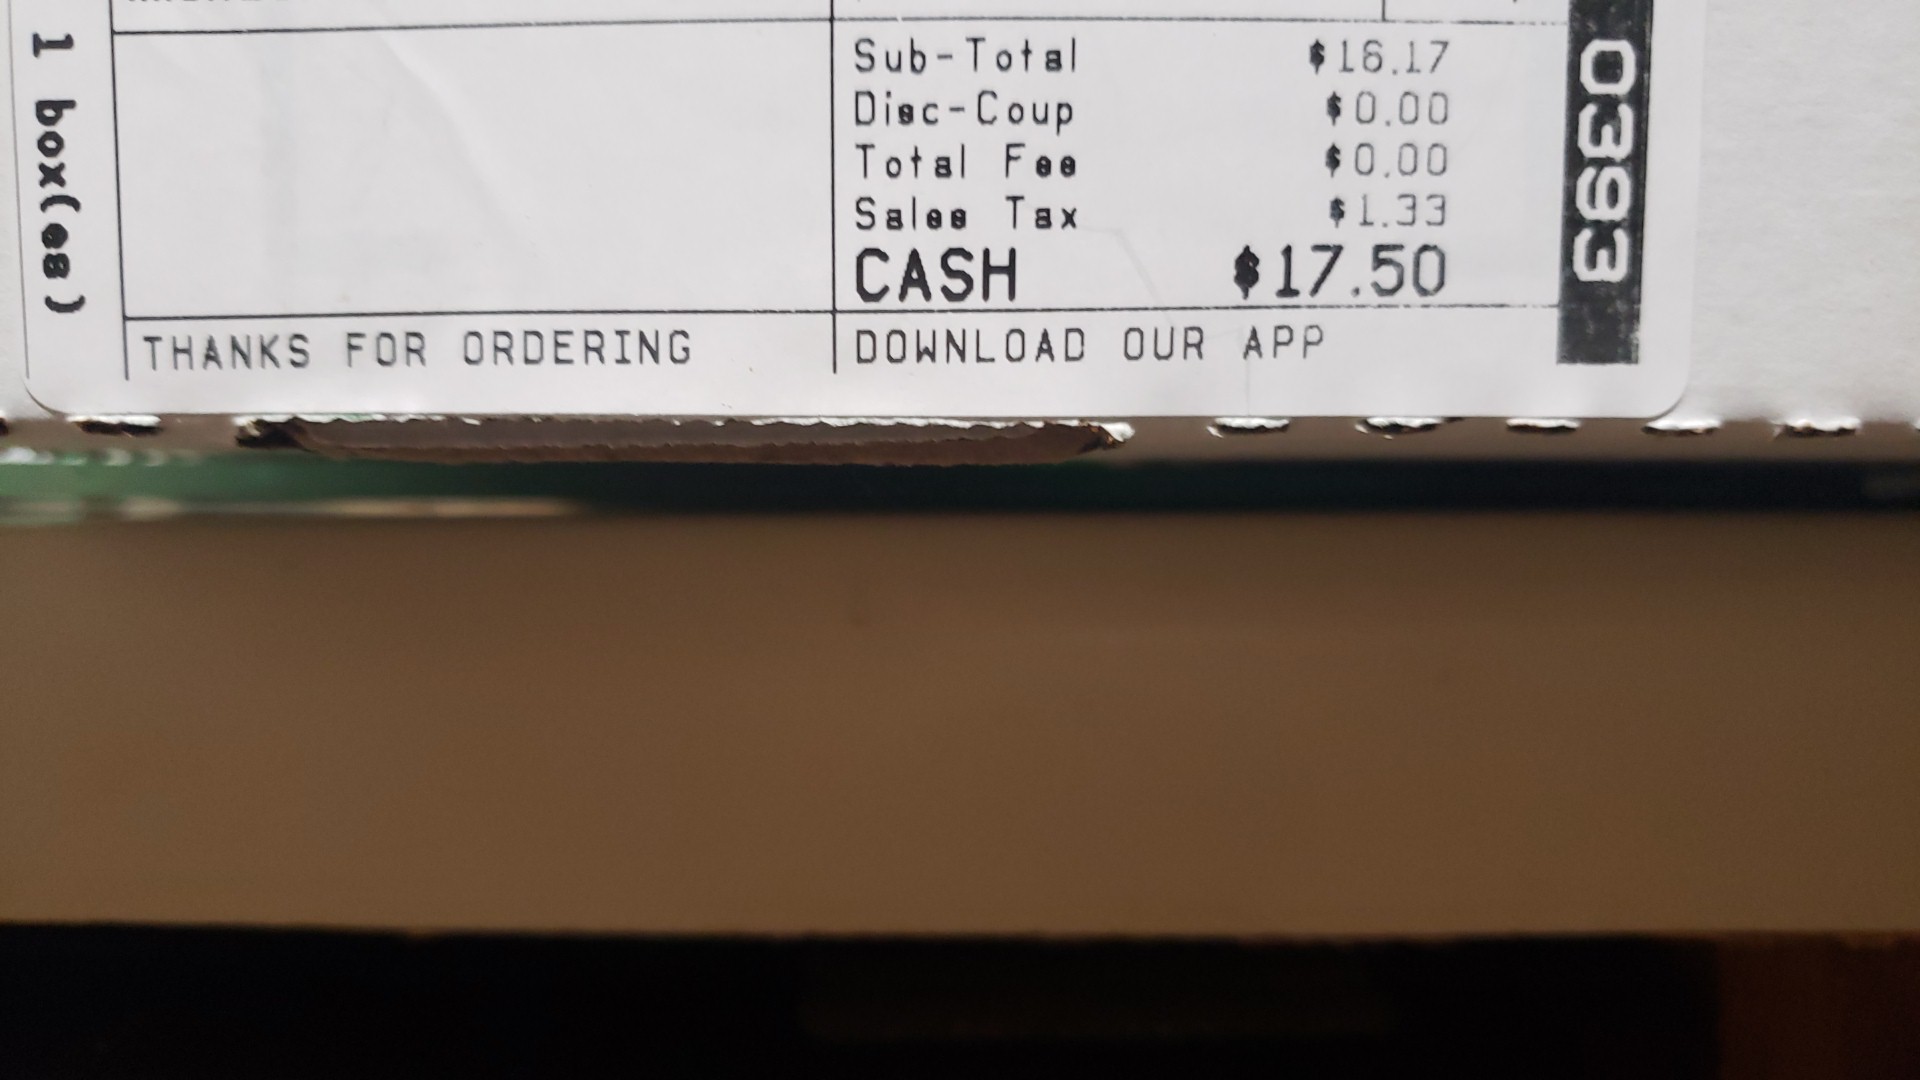 1 box(es)
Sub-Total $16.17
Disc-Coup $0.00
Total Fee $0.00
Sales Tax $1.33
CASH $17.50
THANKS FOR ORDERING
DOWNLOAD OUR APP
0393